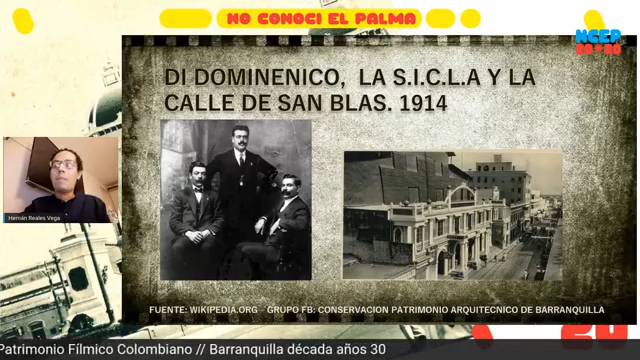 NO CONOCI EL PALMA
NCEP
DI DOMINENICO, LA S.I.C.L.A Y LA
CALLE DE SAN BLAS. 1914
Hernán Reales Vega
FUENTE: WIKIPEDIA.ORG - GRUPO FB: CONSERVACION PATRIMONIO ARQUITECNICO DE BARRANQUILLA
Patrimonio Fílmico Colombiano // Barranquilla década años 30